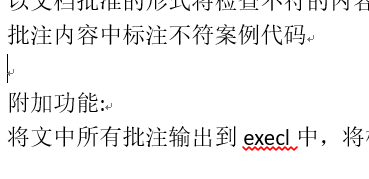 以文档批准的形式将检查不符的内容
批注内容中标注不符案例代码
附加功能:
将文中所有批注输出到 execl 中，将